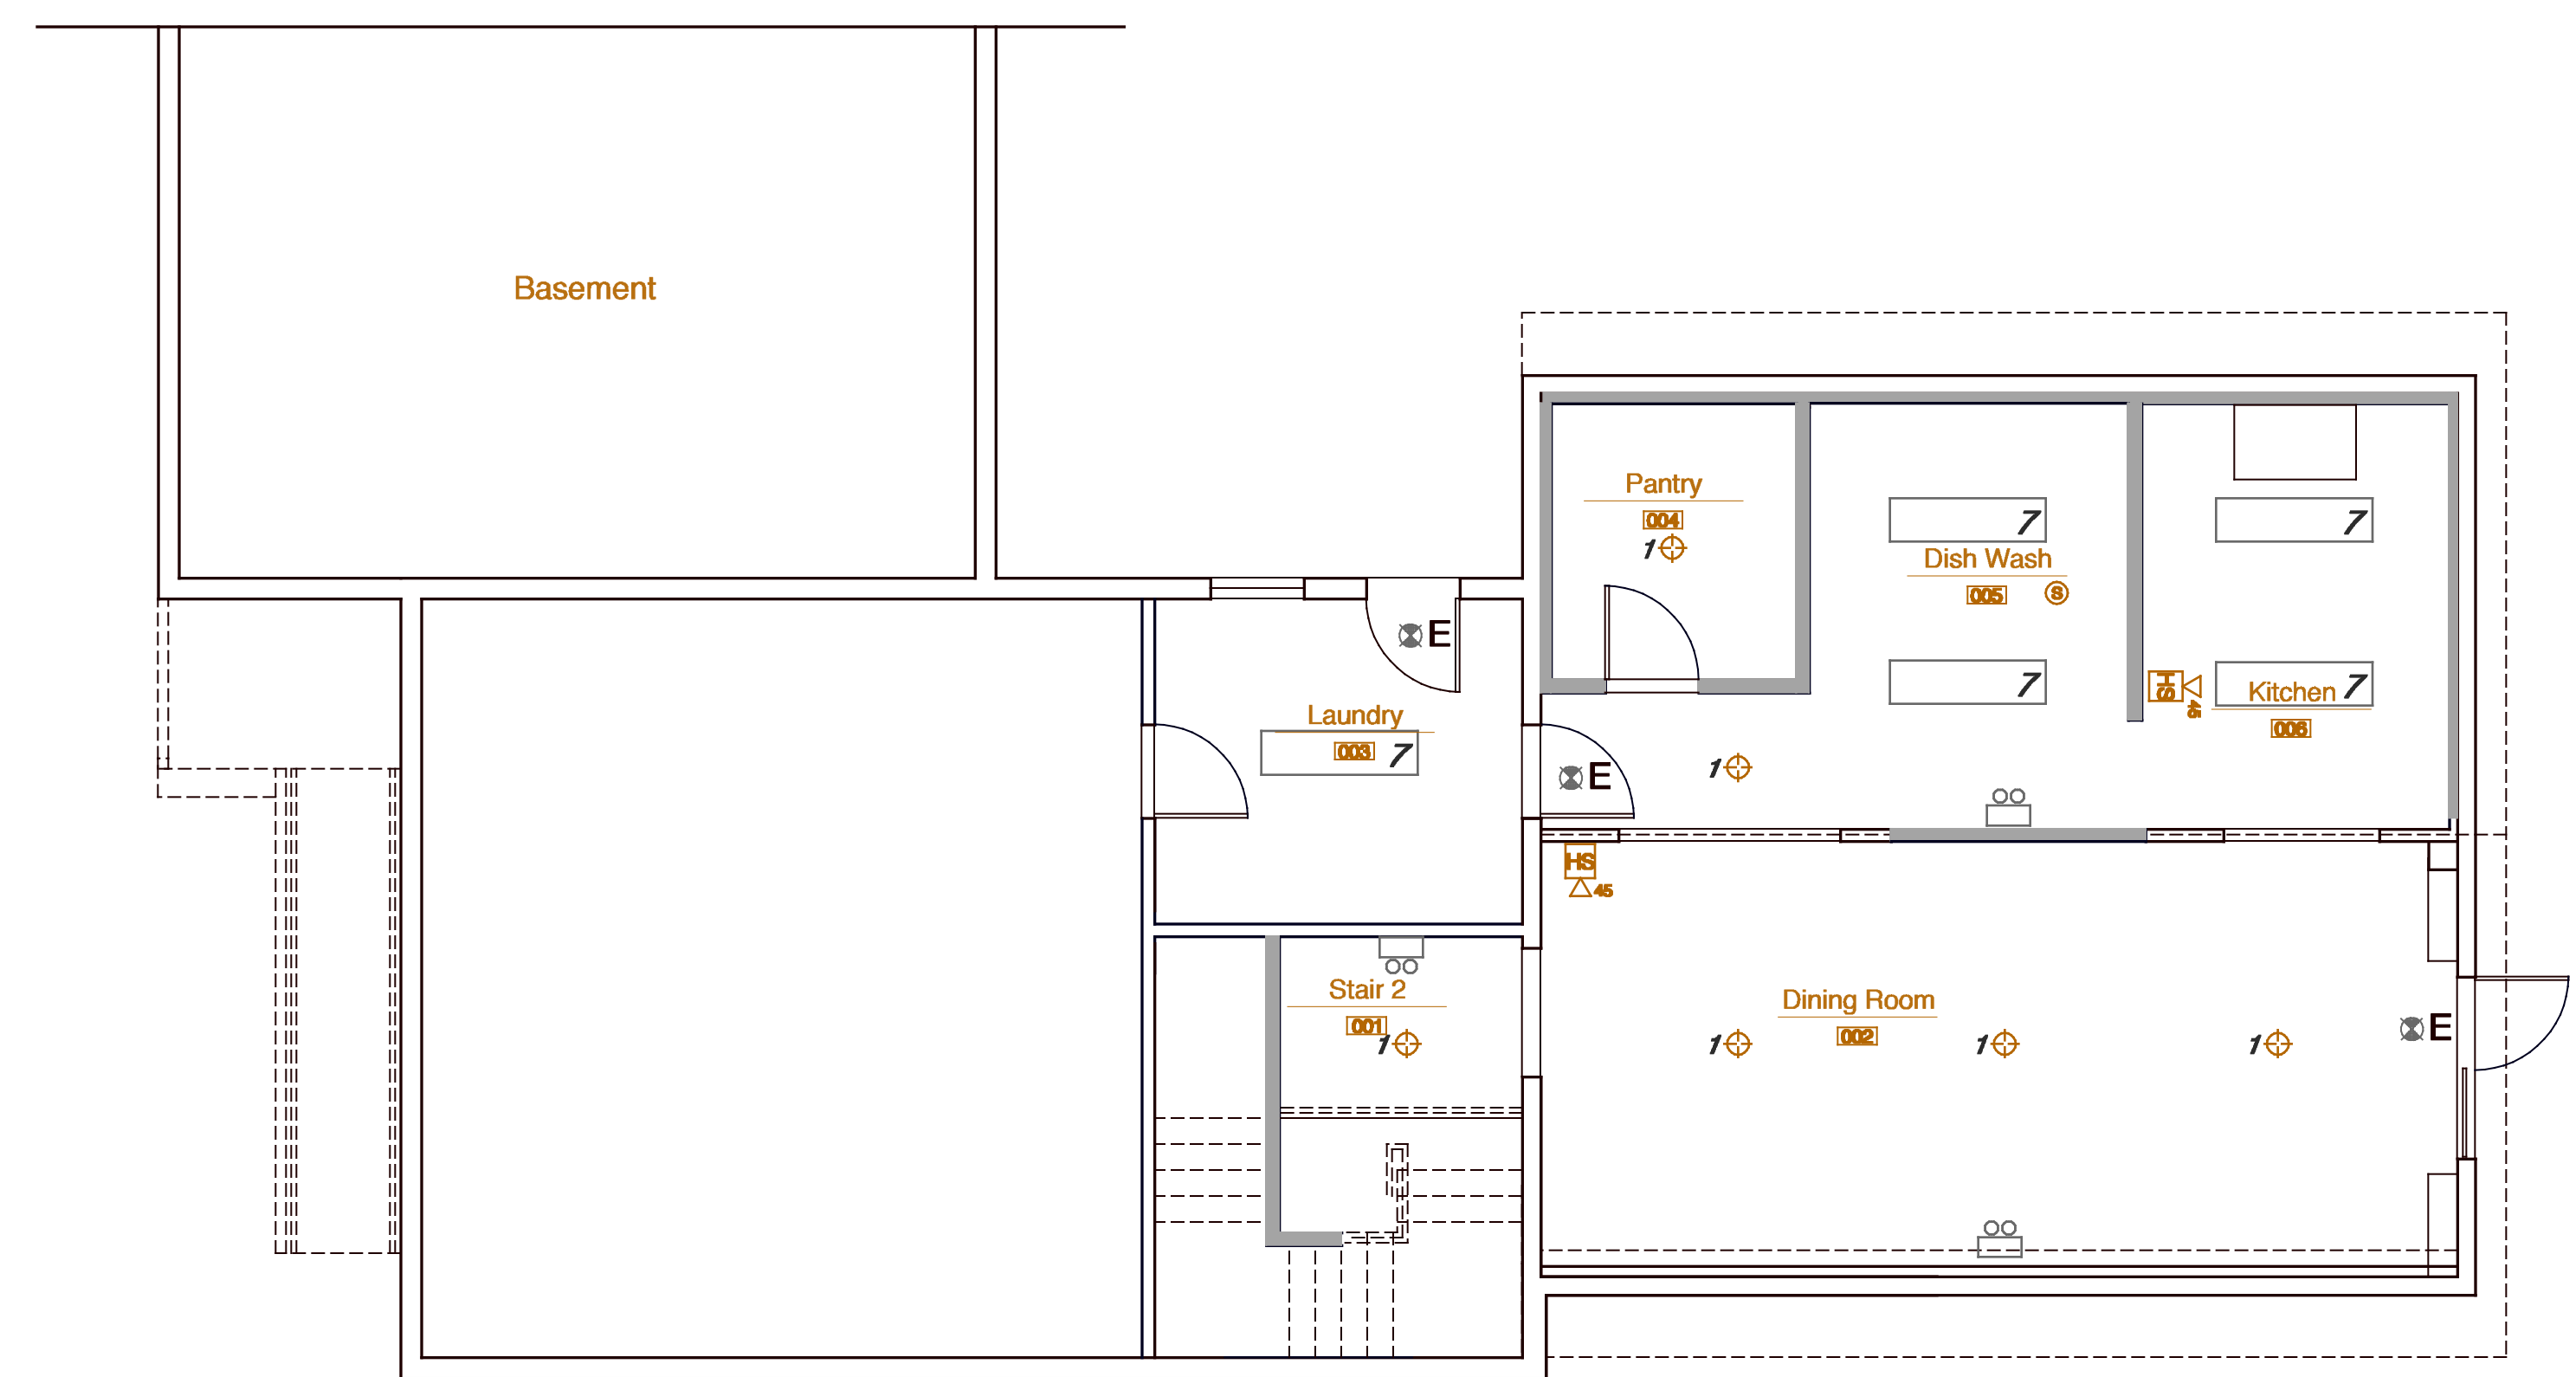 Basement
Pantry
004
1
7
7
Dish Wash
005
S
E
7
7
HS
45
Kitchen
006
Laundry
003
7
E
1
HS
45
Stair 2
001
1
Dining Room
002
1
1
1
E